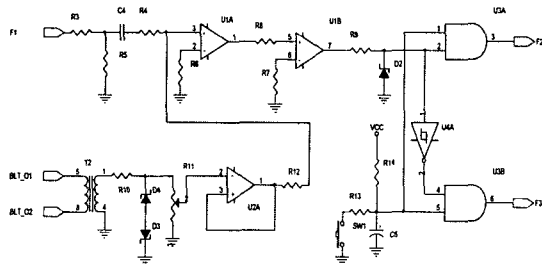 C4
R3
R4
U1A
R8
U1B
R9
U3A
F1
3
1
5
7
1
3
F2
R5
2
6
2
R6
R7
D2
1
U4A
VCC
2
U3B
T2
R11
R14
4
6
F3
BLT_O1
5
1
R10
D4
2
1
R12
R13
5
3
BLT_O2
8
4
D3
U2A
SW1
C5